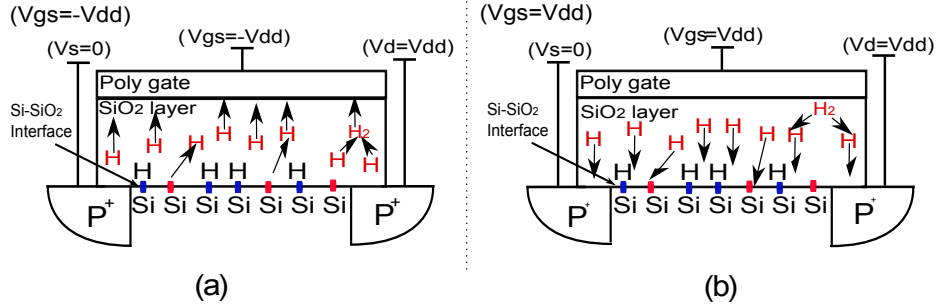 (Vgs=-Vdd)
(Vs=0)
(Vgs=-Vdd)
(Vd=Vdd)
Poly gate
SiO2 layer
Si-SiO2
Interface
H H H H H H2
H H H
H H H H
Si Si Si Si Si Si Si
P+ P+
(a)
(Vgs=Vdd)
(Vs=0)
(Vgs=Vdd)
(Vd=Vdd)
Poly gate
SiO2 layer
Si-SiO2
Interface
H2
H H H H H H H
H H
H H H H
Si Si Si Si Si Si Si
P+ P+
(b)